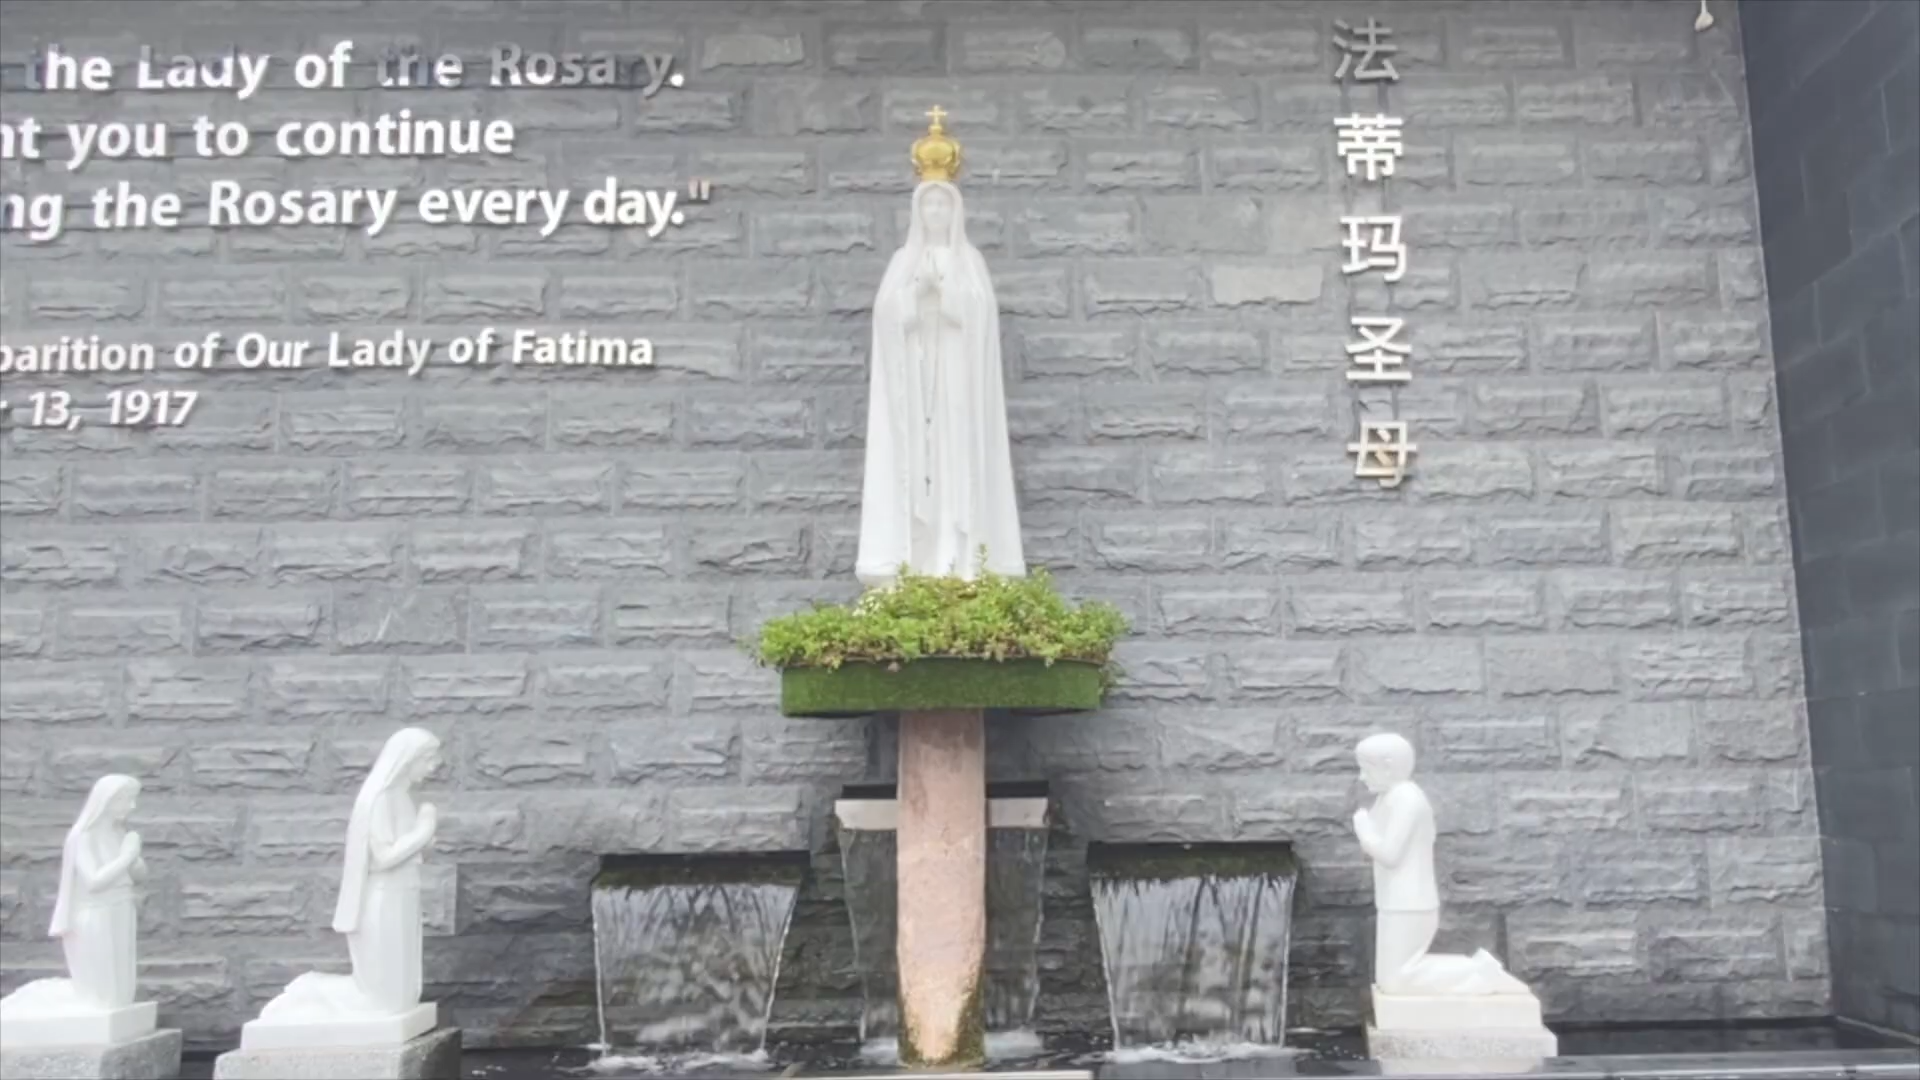 the Lady of the Rosary.
you to continue
the Rosary every day."
of Our Lady of Fatima
13, 1917
法蒂玛圣母